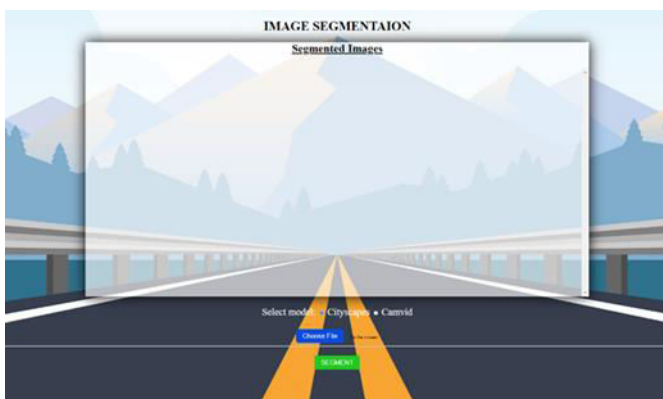 IMAGE SEGMENTAION
Segmented Images
Select model: Cityscapes Camvid
Choose File
SEGMENT